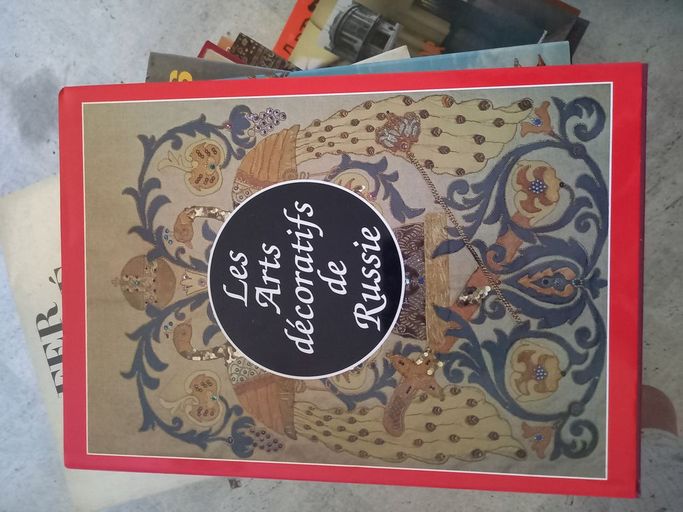 Les
Arts
décoratifs
de
Russie
FER